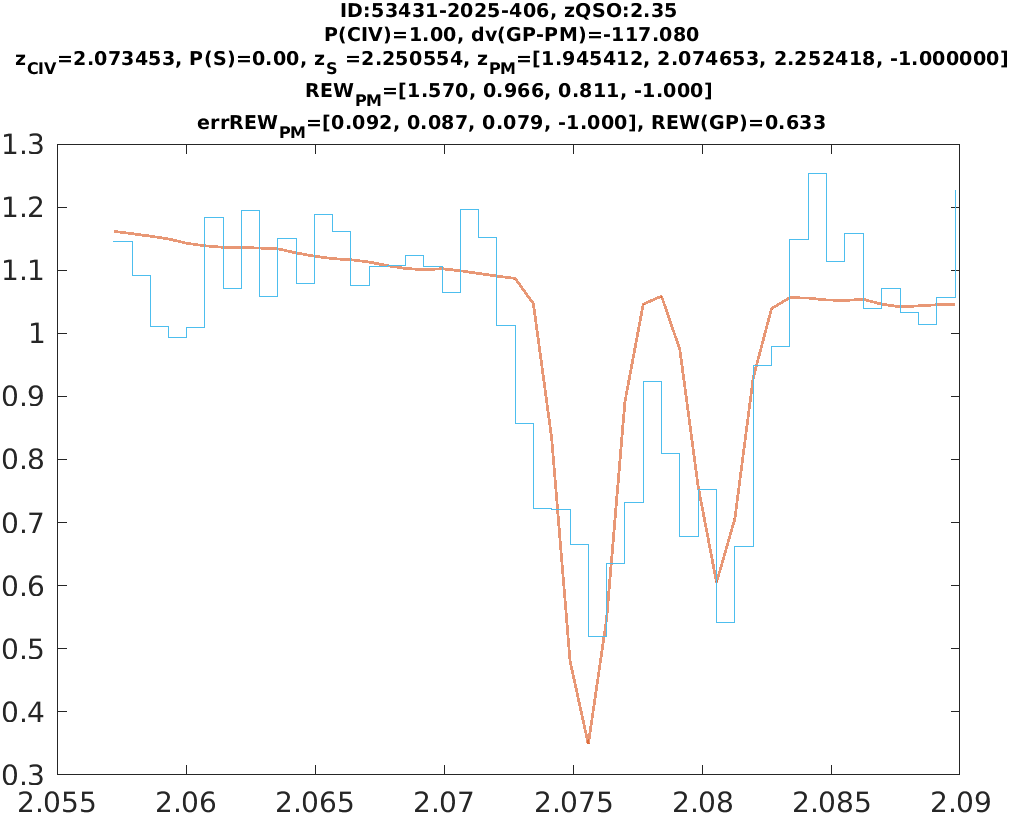 ID:53431-2025-406, zQSO:2.35
P(CIV)=1.00, dv(GP-PM)=-117.080
zCIV=2.073453, P(S)=0.00, zS =2.250554, zPM=[1.945412, 2.074653, 2.252418, -1.000000]
REWPM=[1.570, 0.966, 0.811, -1.000]
errREWPM=[0.092, 0.087, 0.079, -1.000], REW(GP)=0.633
1.3
1.2
1.1
1
0.9
0.8
0.7
0.6
0.5
0.4
0.3
2.055 2.06 2.065 2.07 2.075 2.08 2.085 2.09